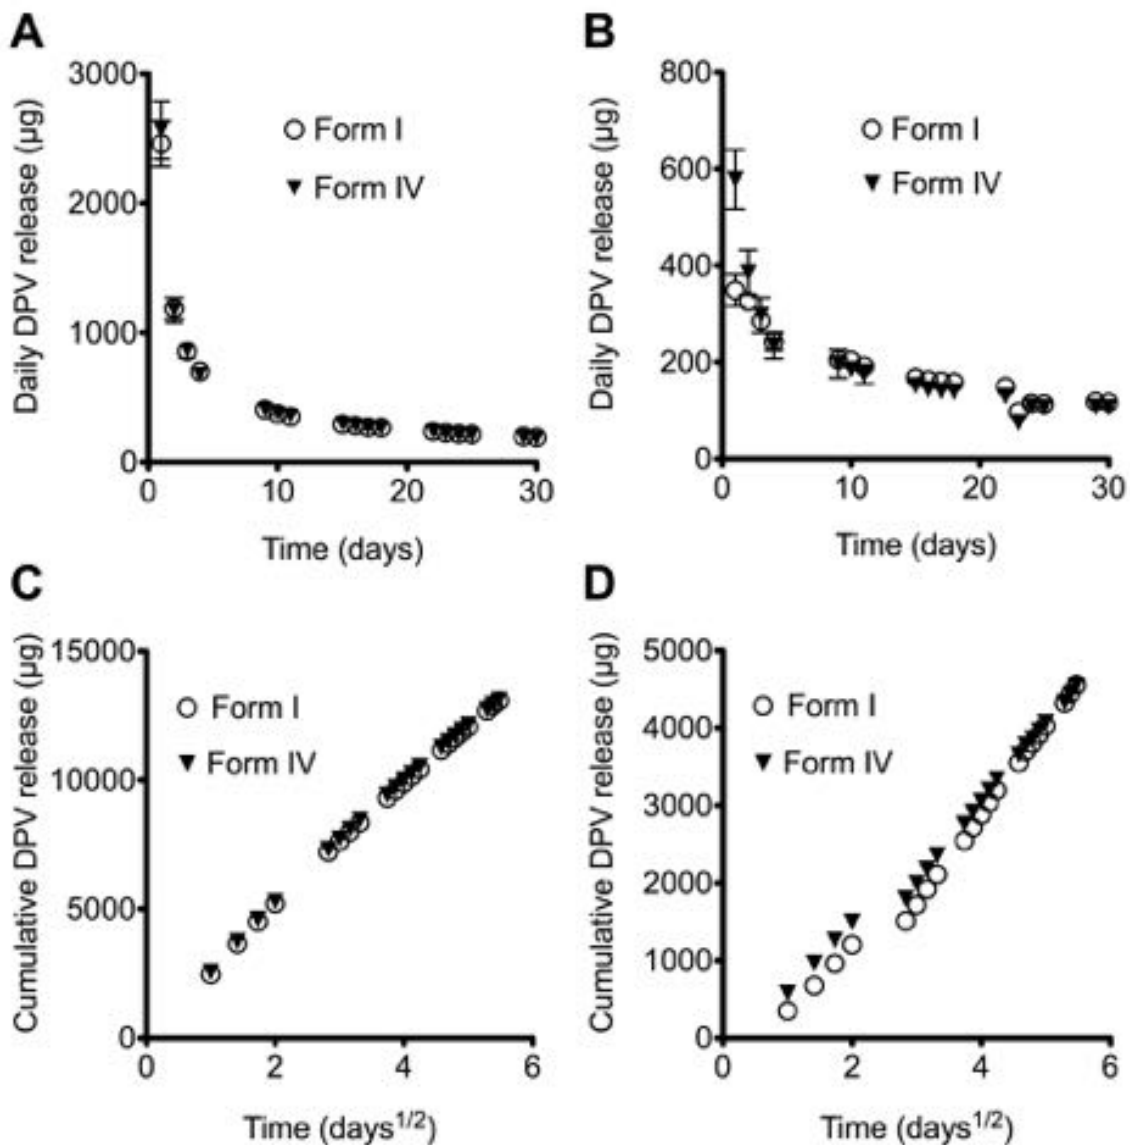 A
Daily DPV release (µg)
3000
2000
1000
0
Form I
Form IV
0 10 20 30
Time (days)
B
Daily DPV release (µg)
800
600
400
200
0
Form I
Form IV
0 10 20 30
Time (days)
C
Cumulative DPV release (µg)
15000
10000
5000
0
Form I
Form IV
0 2 4 6
Time (days1/2)
D
Cumulative DPV release (µg)
5000
4000
3000
2000
1000
0
Form I
Form IV
0 2 4 6
Time (days1/2)